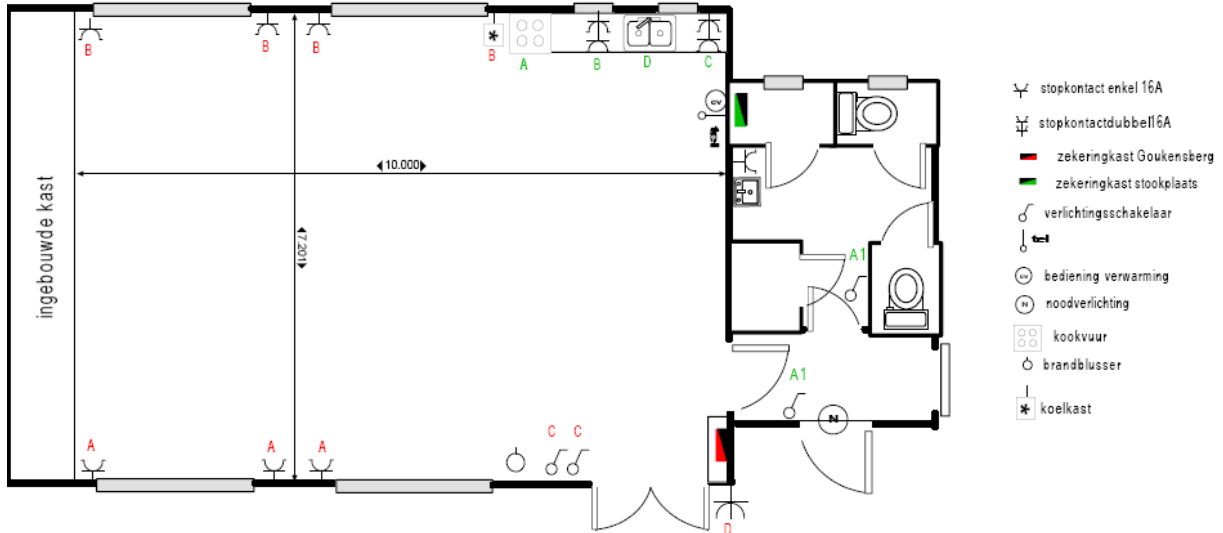 B
B
B
B
A
B
D
C
cv
tel
10.000
7.201
ingebouwde kast
A1
A1
N
A
A
A
C C
D
stopkontact enkel 16A
stopkontactdubbel16A
zekeringkast Goukensberg
zekeringkast stookplaats
verlichtingsschakelaar
tel
cv bediening verwarming
N noodverlichting
kookvuur
brandblusser
koelkast